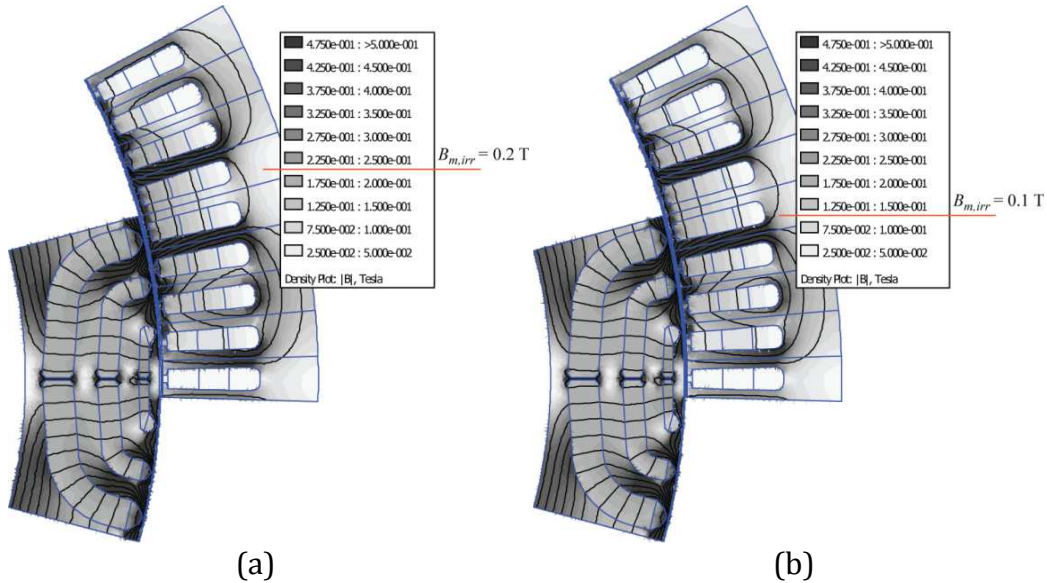 4.750e-001 : >5.000e-001
4.250e-001 : 4.500e-001
3.750e-001 : 4.000e-001
3.250e-001 : 3.500e-001
2.750e-001 : 3.000e-001
2.250e-001 : 2.500e-001
1.750e-001 : 2.000e-001
1.250e-001 : 1.500e-001
7.500e-002 : 1.000e-001
2.500e-002 : 5.000e-002
Density Plot: |B|, Tesla
B_{m,irr} = 0.2 T
(a)
4.750e-001 : >5.000e-001
4.250e-001 : 4.500e-001
3.750e-001 : 4.000e-001
3.250e-001 : 3.500e-001
2.750e-001 : 3.000e-001
2.250e-001 : 2.500e-001
1.750e-001 : 2.000e-001
1.250e-001 : 1.500e-001
7.500e-002 : 1.000e-001
2.500e-002 : 5.000e-002
Density Plot: |B|, Tesla
B_{m,irr} = 0.1 T
(b)